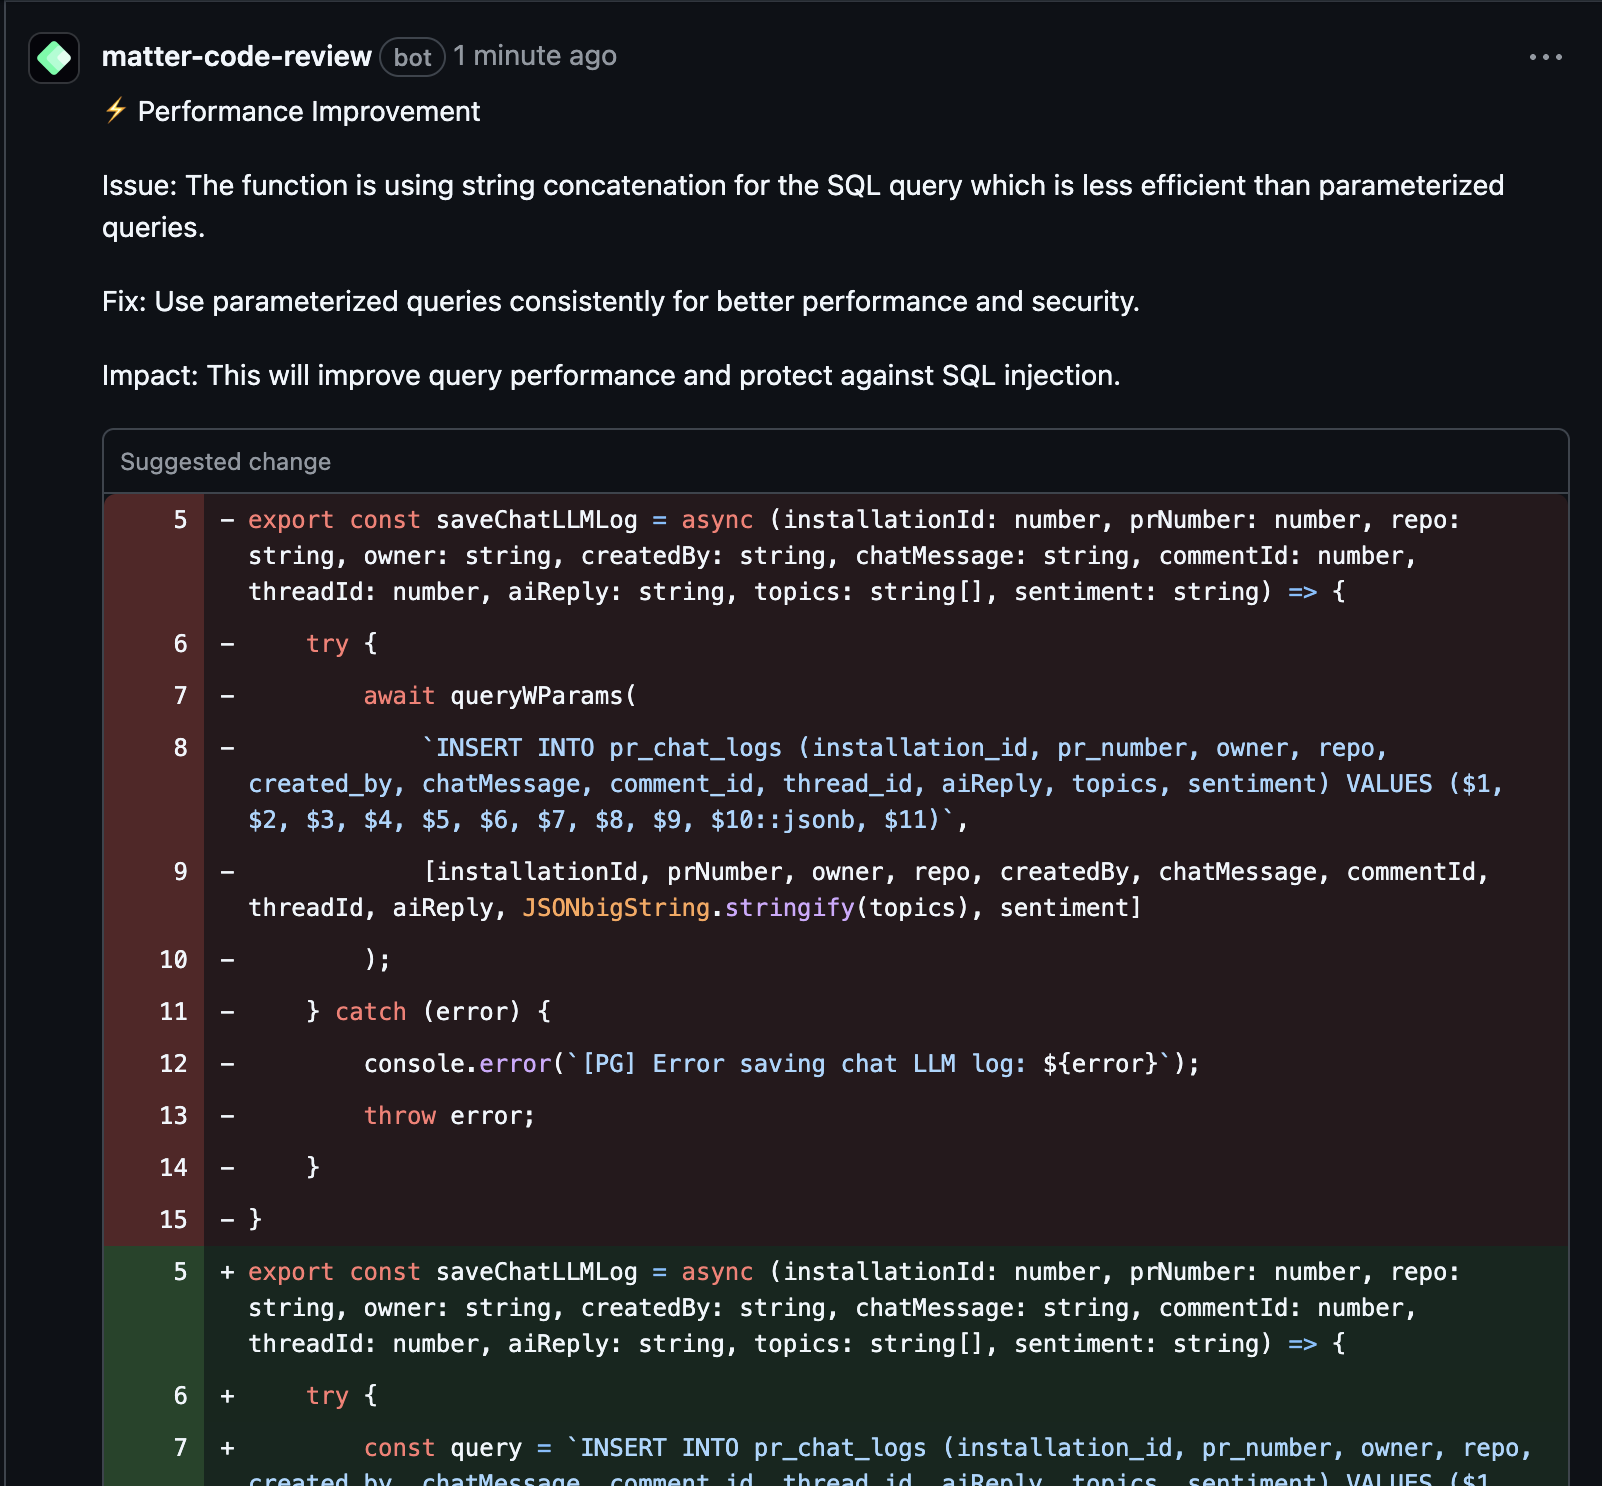 matter-code-review bot 1 minute ago
⚡ Performance Improvement
Issue: The function is using string concatenation for the SQL query which is less efficient than parameterized
queries.
Fix: Use parameterized queries consistently for better performance and security.
Impact: This will improve query performance and protect against SQL injection.
Suggested change
5 - export const saveChatLLMLog = async (installationId: number, prNumber: number, repo:
string, owner: string, createdBy: string, chatMessage: string, commentId: number,
threadId: number, aiReply: string, topics: string[], sentiment: string) => {
6 -     try {
7 -         await queryWParams(
8 -             `INSERT INTO pr_chat_logs (installation_id, pr_number, owner, repo,
created_by, chatMessage, comment_id, thread_id, aiReply, topics, sentiment) VALUES ($1,
$2, $3, $4, $5, $6, $7, $8, $9, $10::jsonb, $11)`,
9 -             [installationId, prNumber, owner, repo, createdBy, chatMessage, commentId,
threadId, aiReply, JSONbigString.stringify(topics), sentiment]
10 -         );
11 -     } catch (error) {
12 -         console.error(`[PG] Error saving chat LLM log: ${error}`);
13 -         throw error;
14 -     }
15 - }
5 + export const saveChatLLMLog = async (installationId: number, prNumber: number, repo:
string, owner: string, createdBy: string, chatMessage: string, commentId: number,
threadId: number, aiReply: string, topics: string[], sentiment: string) => {
6 +     try {
7 +         const query = `INSERT INTO pr_chat_logs (installation_id, pr_number, owner, repo,
created_by, chatMessage, comment_id, thread_id, aiReply, topics, sentiment) VALUES ($1,